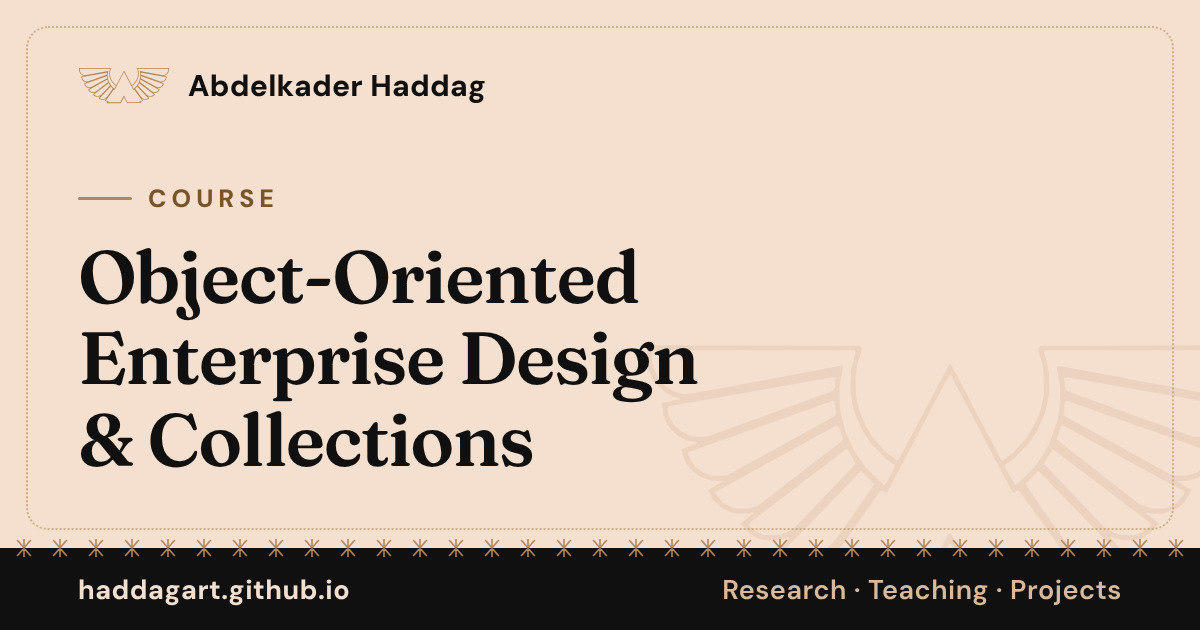 Abdelkader Haddag
COURSE
Object-Oriented
Enterprise Design
& Collections
haddagart.github.io
Research · Teaching · Projects